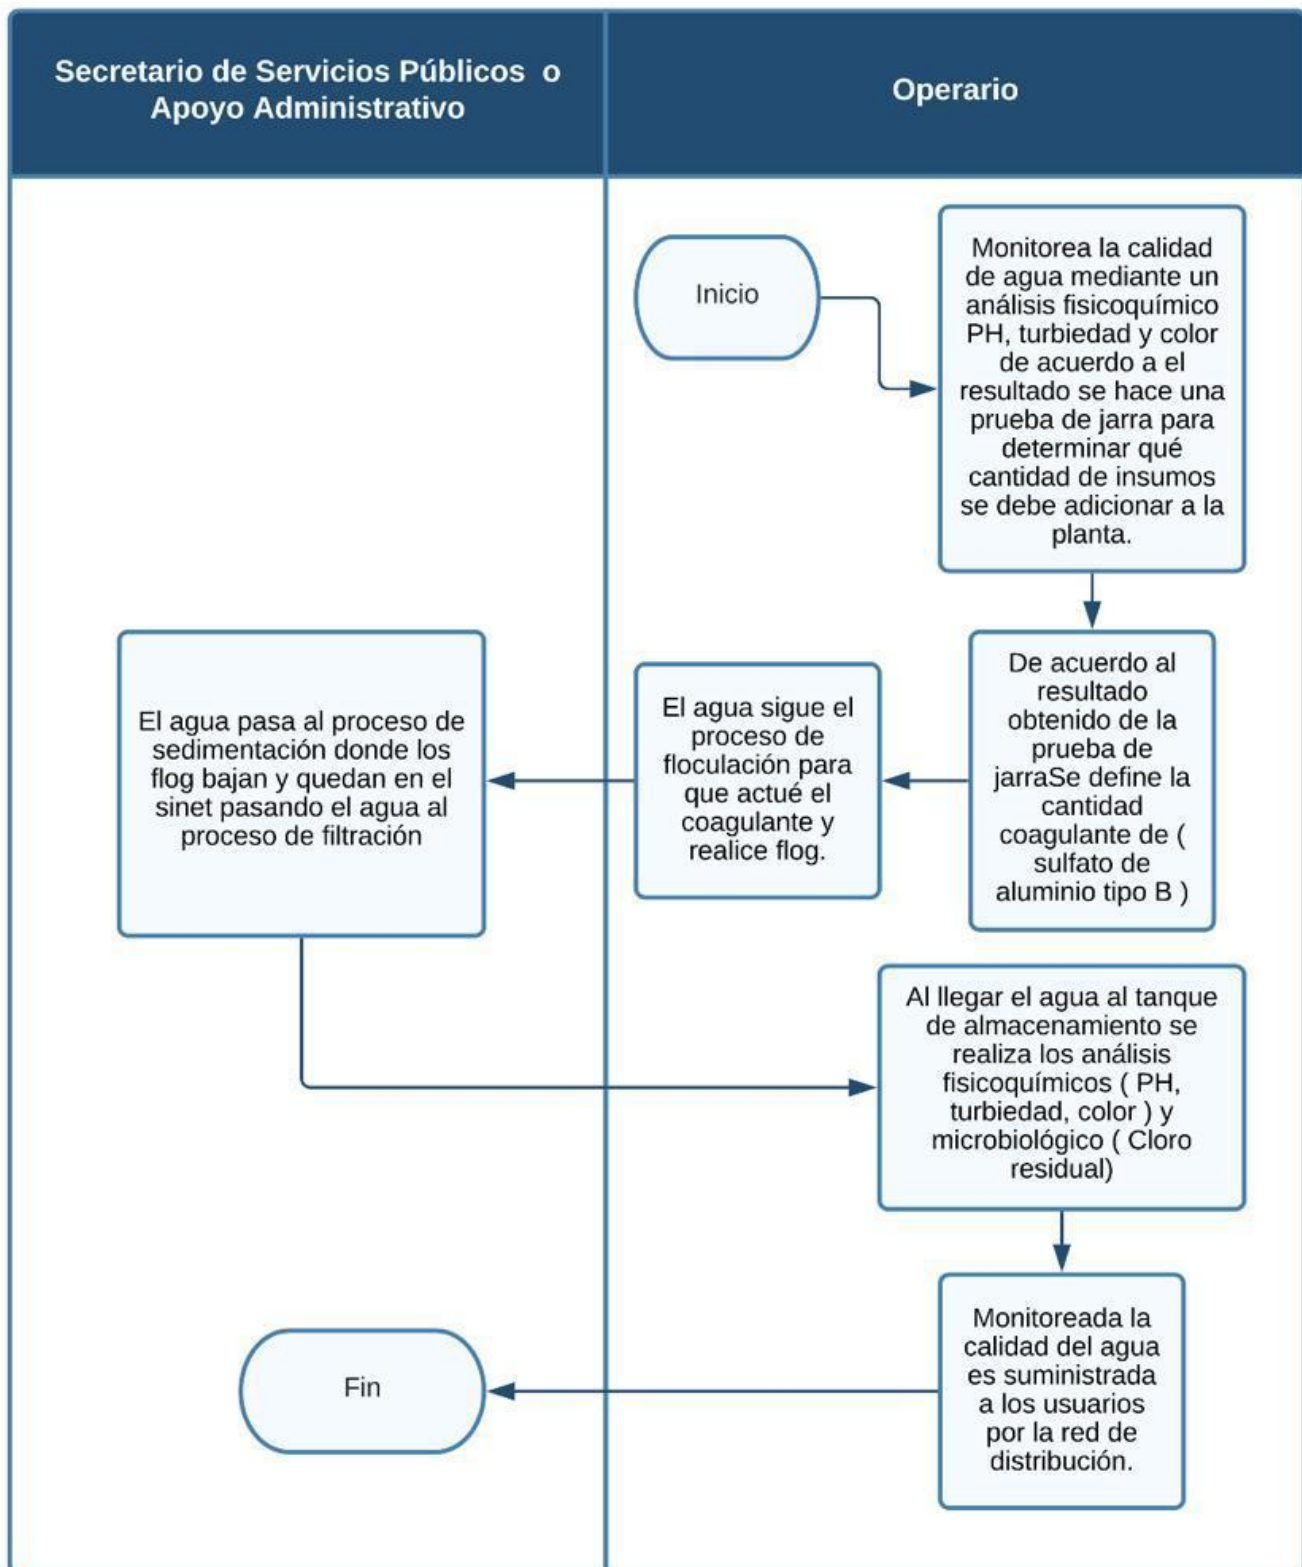 Secretario de Servicios Públicos o
Apoyo Administrativo
Operario
Inicio
Monitorea la calidad
de agua mediante un
análisis fisicoquímico
PH, turbiedad y color
de acuerdo a el
resultado se hace una
prueba de jarra para
determinar qué
cantidad de insumos
se debe adicionar a la
planta.
De acuerdo al
resultado
obtenido de la
prueba de
jarraSe define la
cantidad
coagulante de (
sulfato de
aluminio tipo B )
El agua sigue el
proceso de
floculación para
que actué el
coagulante y
realice flog.
El agua pasa al proceso de
sedimentación donde los
flog bajan y quedan en el
sinet pasando el agua al
proceso de filtración
Al llegar el agua al tanque
de almacenamiento se
realiza los análisis
fisicoquímicos ( PH,
turbiedad, color ) y
microbiológico ( Cloro
residual)
Monitoreada la
calidad del agua
es suministrada
a los usuarios
por la red de
distribución.
Fin